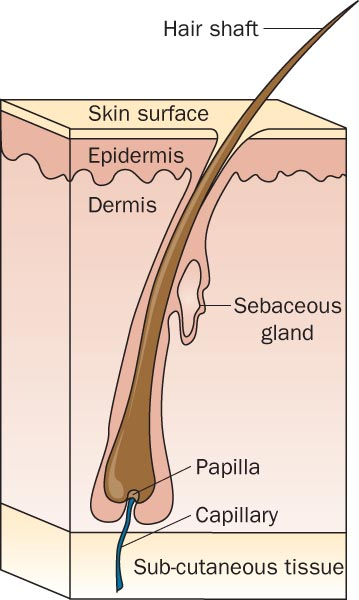 Hair shaft
Skin surface
Epidermis
Dermis
Sebaceous
gland
Papilla
Capillary
Sub-cutaneous tissue